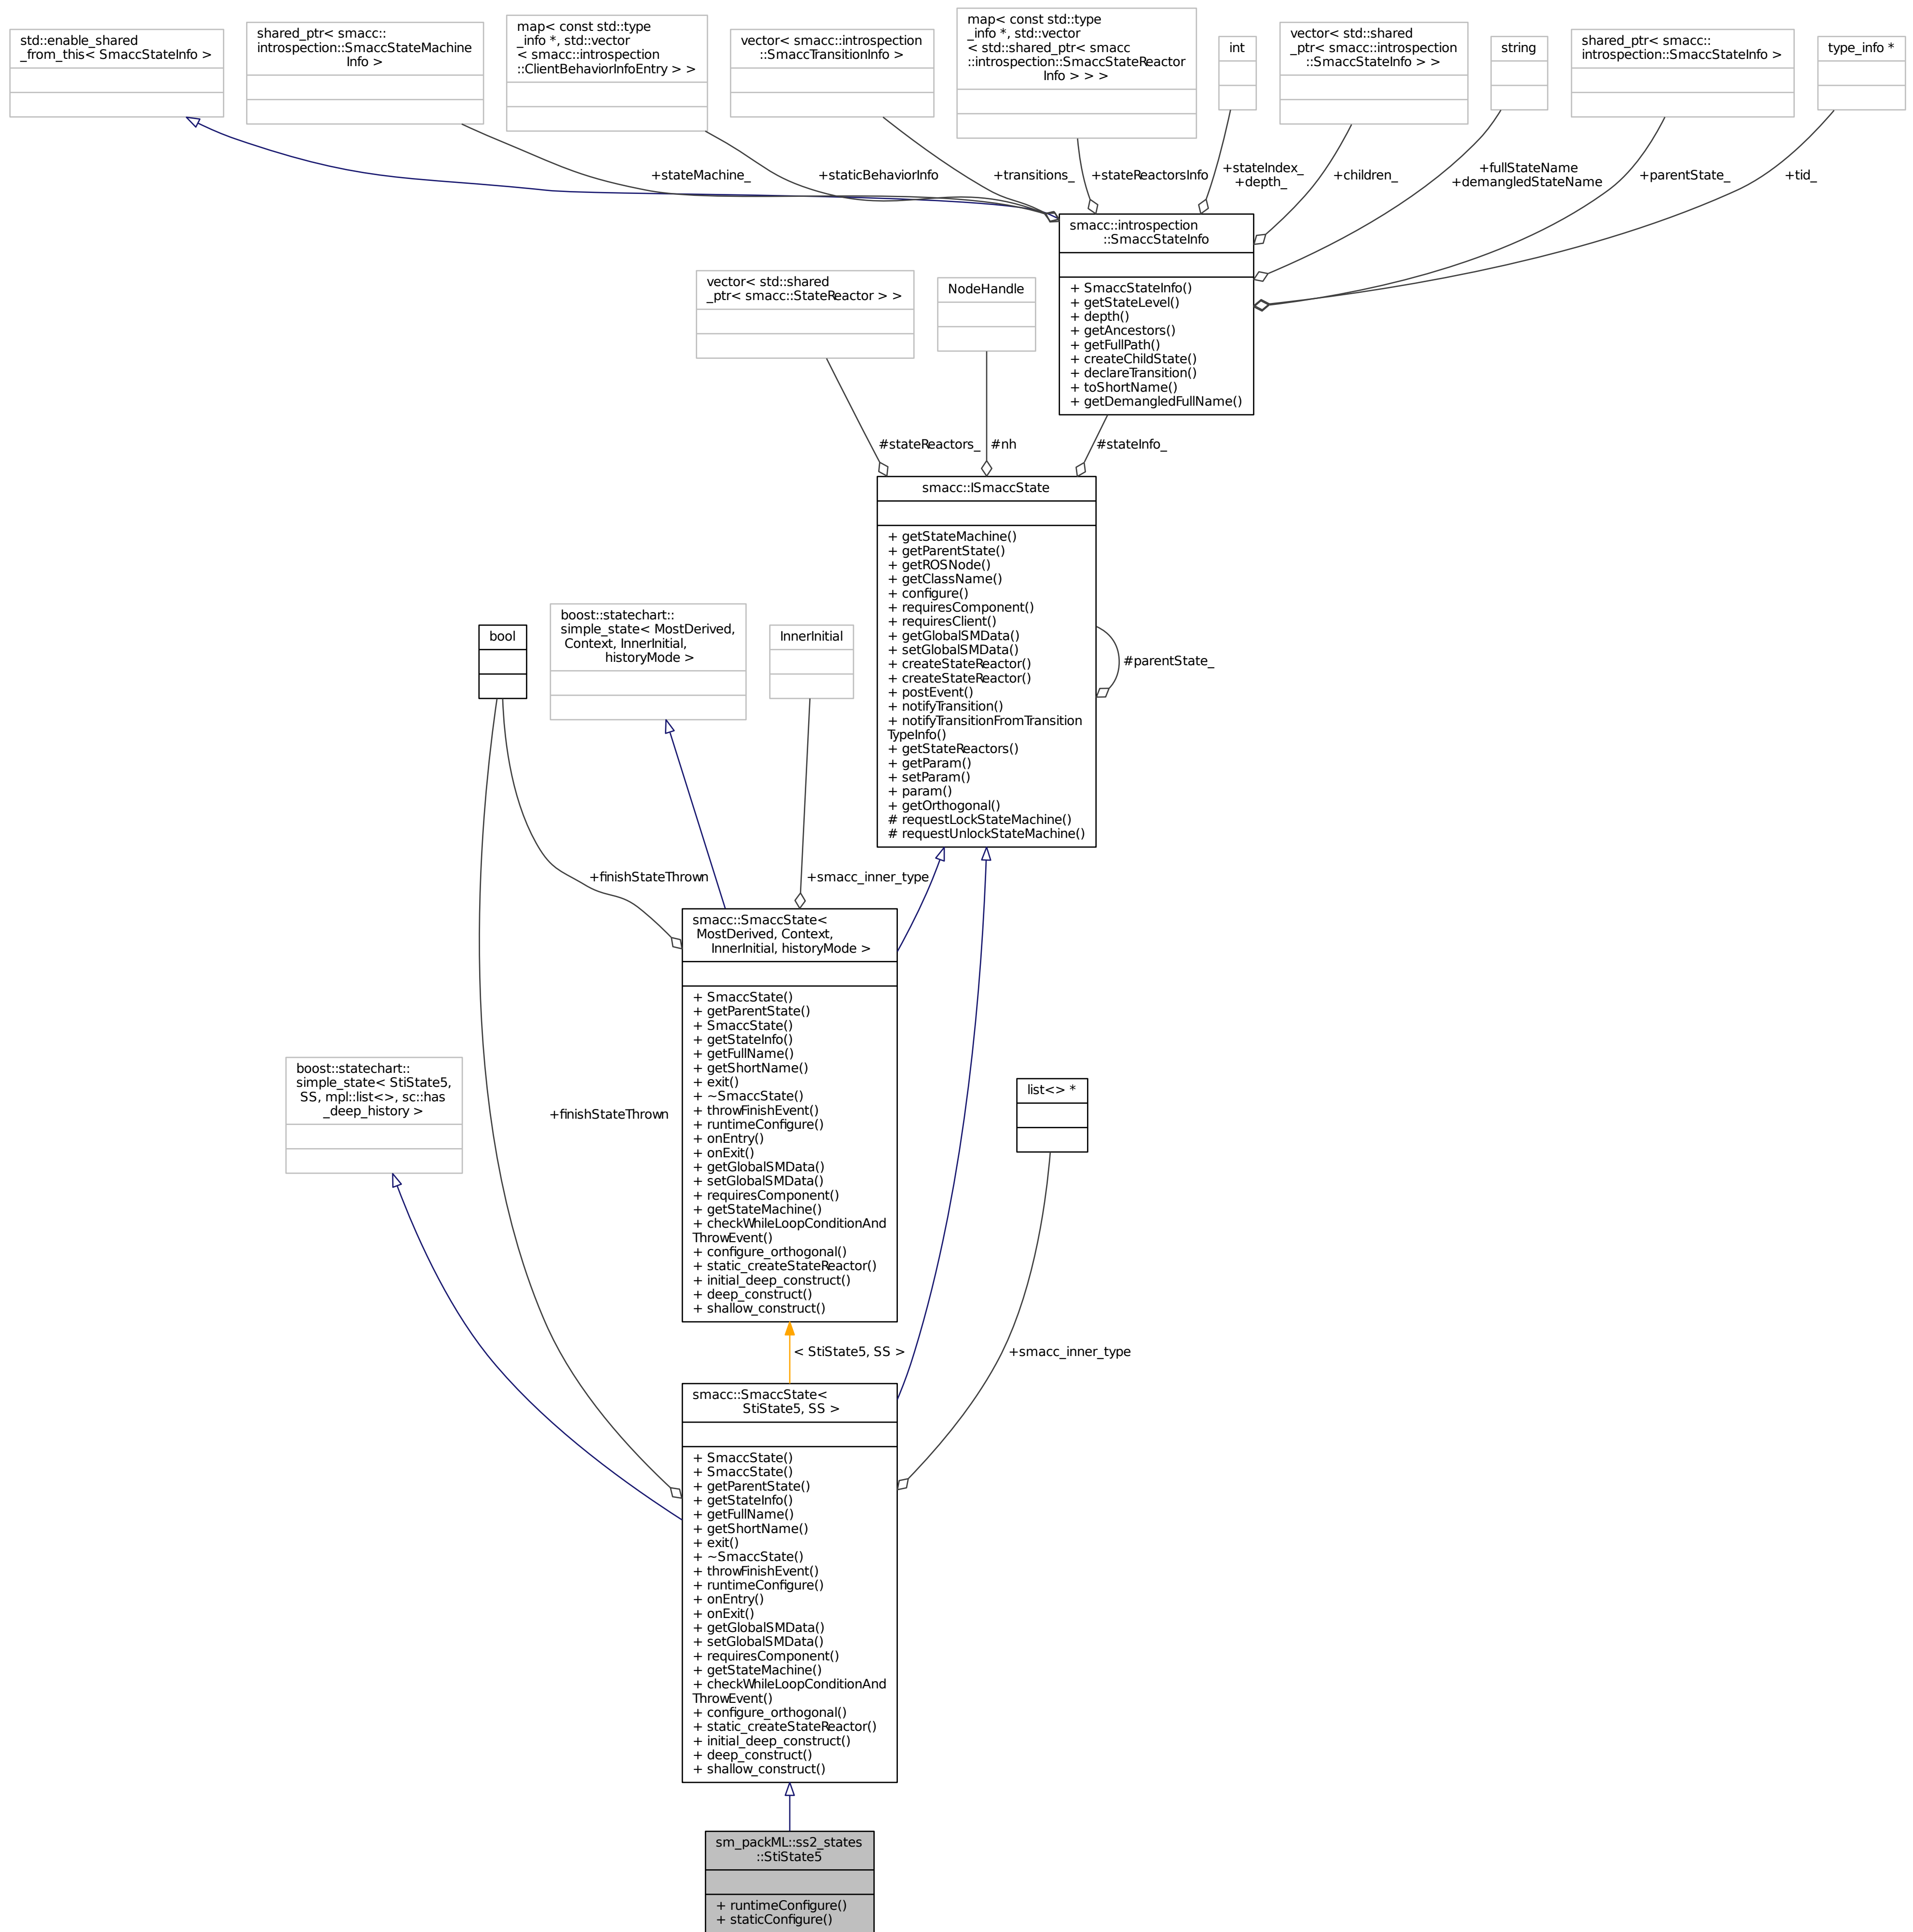 std::enable_shared
_from_this< SmaccStateInfo >
shared_ptr< smacc::
introspection::SmaccStateMachine
Info >
map< const std::type
_info *, std::vector
< smacc::introspection
::ClientBehaviorInfoEntry > >
vector< smacc::introspection
::SmaccTransitionInfo >
map< const std::type
_info *, std::vector
< std::shared_ptr< smacc
::introspection::SmaccStateReactor
Info > > >
int
vector< std::shared
_ptr< smacc::introspection
::SmaccStateInfo > >
string
shared_ptr< smacc::
introspection::SmaccStateInfo >
type_info *
+stateMachine_
+staticBehaviorInfo
+transitions_
+stateReactorsInfo
+stateIndex_
+depth_
+children_
+fullStateName
+demangledStateName
+parentState_
+tid_
smacc::introspection
::SmaccStateInfo
+ SmaccStateInfo()
+ getStateLevel()
+ depth()
+ getAncestors()
+ getFullPath()
+ createChildState()
+ declareTransition()
+ toShortName()
+ getDemangledFullName()
vector< std::shared
_ptr< smacc::StateReactor > >
NodeHandle
#stateReactors_
#nh
#stateInfo_
smacc::ISmaccState
+ getStateMachine()
+ getParentState()
+ getROSNode()
+ getClassName()
+ configure()
+ requiresComponent()
+ requiresClient()
+ getGlobalSMData()
+ setGlobalSMData()
+ createStateReactor()
+ createStateReactor()
+ postEvent()
+ notifyTransition()
+ notifyTransitionFromTransition
TypeInfo()
+ getStateReactors()
+ getParam()
+ setParam()
+ param()
+ getOrthogonal()
# requestLockStateMachine()
# requestUnlockStateMachine()
#parentState_
bool
boost::statechart::
simple_state< MostDerived,
Context, InnerInitial,
historyMode >
InnerInitial
+finishStateThrown
+smacc_inner_type
smacc::SmaccState<
MostDerived, Context,
InnerInitial, historyMode >
+ SmaccState()
+ getParentState()
+ SmaccState()
+ getStateInfo()
+ getFullName()
+ getShortName()
+ exit()
+ ~SmaccState()
+ throwFinishEvent()
+ runtimeConfigure()
+ onEntry()
+ onExit()
+ getGlobalSMData()
+ setGlobalSMData()
+ requiresComponent()
+ getStateMachine()
+ checkWhileLoopConditionAnd
ThrowEvent()
+ configure_orthogonal()
+ static_createStateReactor()
+ initial_deep_construct()
+ deep_construct()
+ shallow_construct()
boost::statechart::
simple_state< StiState5,
SS, mpl::list<>, sc::has
_deep_history >
+finishStateThrown
list<> *
< StiState5, SS >
+smacc_inner_type
smacc::SmaccState<
StiState5, SS >
+ SmaccState()
+ SmaccState()
+ getParentState()
+ getStateInfo()
+ getFullName()
+ getShortName()
+ exit()
+ ~SmaccState()
+ throwFinishEvent()
+ runtimeConfigure()
+ onEntry()
+ onExit()
+ getGlobalSMData()
+ setGlobalSMData()
+ requiresComponent()
+ getStateMachine()
+ checkWhileLoopConditionAnd
ThrowEvent()
+ configure_orthogonal()
+ static_createStateReactor()
+ initial_deep_construct()
+ deep_construct()
+ shallow_construct()
sm_packML::ss2_states
::StiState5
+ runtimeConfigure()
+ staticConfigure()